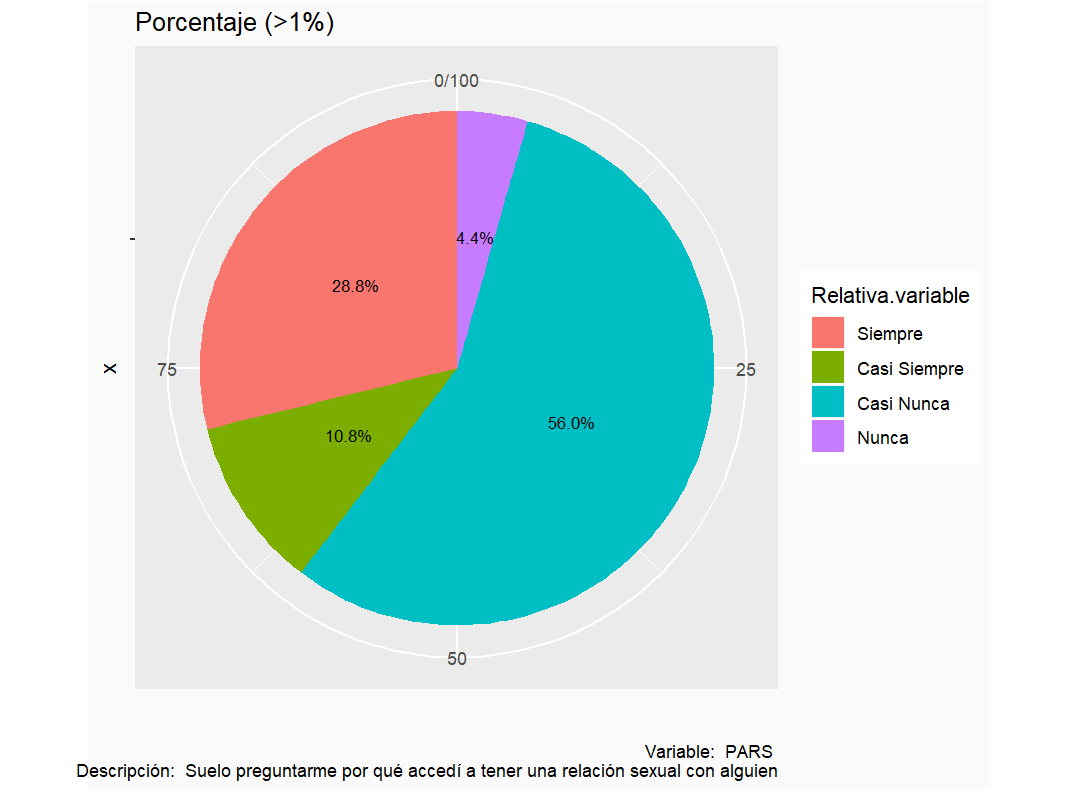 Porcentaje (>1%)
0/100
4.4%
28.8%
Relativa.variable
Siempre
Casi Siempre
Casi Nunca
Nunca
x
75
25
56.0%
10.8%
50
Variable:  PARS
Descripción:  Suelo preguntarme por qué accedí a tener una relación sexual con alguien